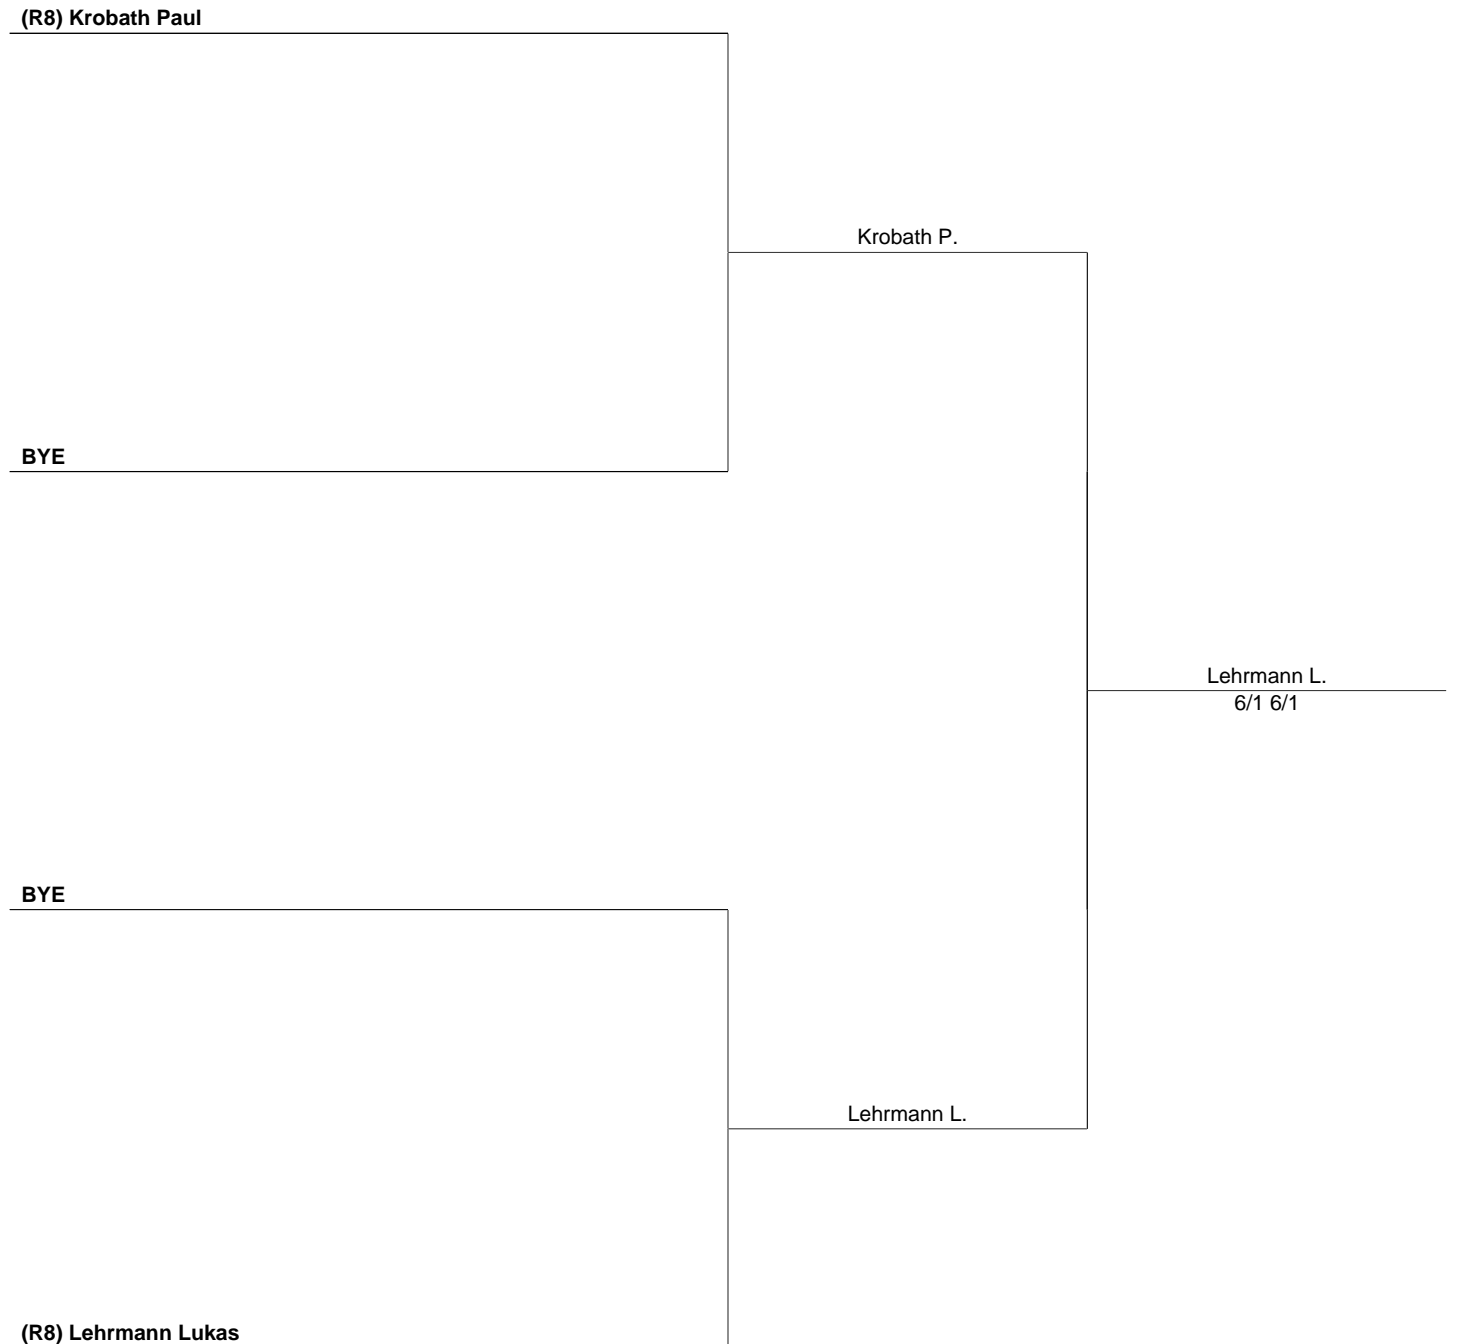 (R8) Krobath Paul
Krobath P.
BYE
Lehrmann L.
6/1 6/1
BYE
Lehrmann L.
(R8) Lehrmann Lukas